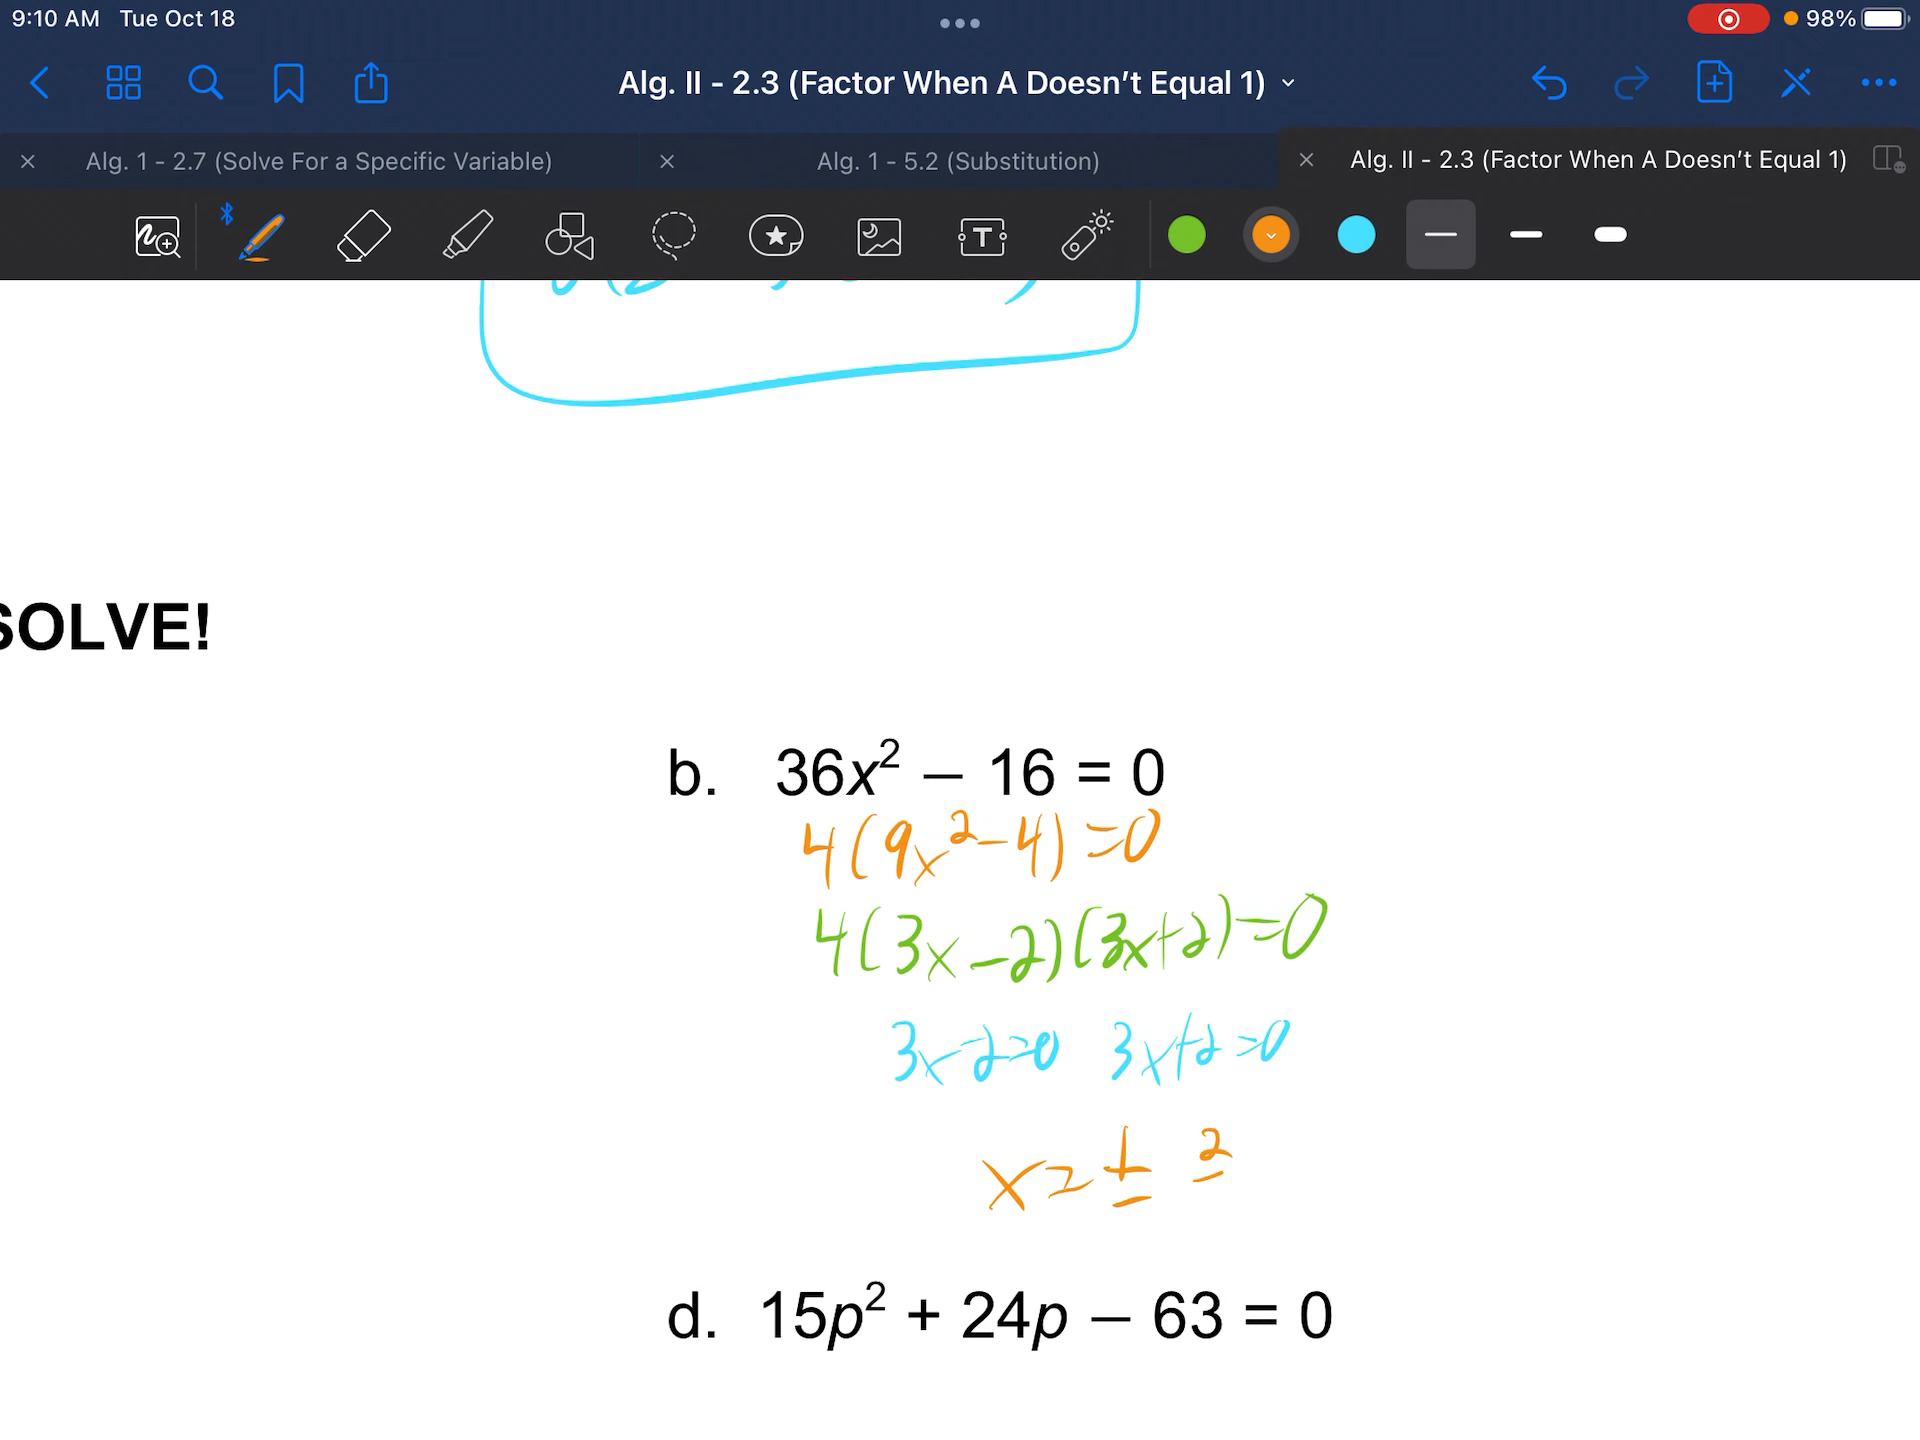 9:10 AM Tue Oct 18
98%
Alg. II - 2.3 (Factor When A Doesn't Equal 1)
Alg. 1 - 2.7 (Solve For a Specific Variable)
Alg. 1 - 5.2 (Substitution)
Alg. II - 2.3 (Factor When A Doesn't Equal 1)
SOLVE!
b. 36x² – 16 = 0
4(9x²-4)=0
4(3x-2)(3x+2)=0
3x-2=0 3x+2=0
x=± 2
d. 15p² + 24p – 63 = 0